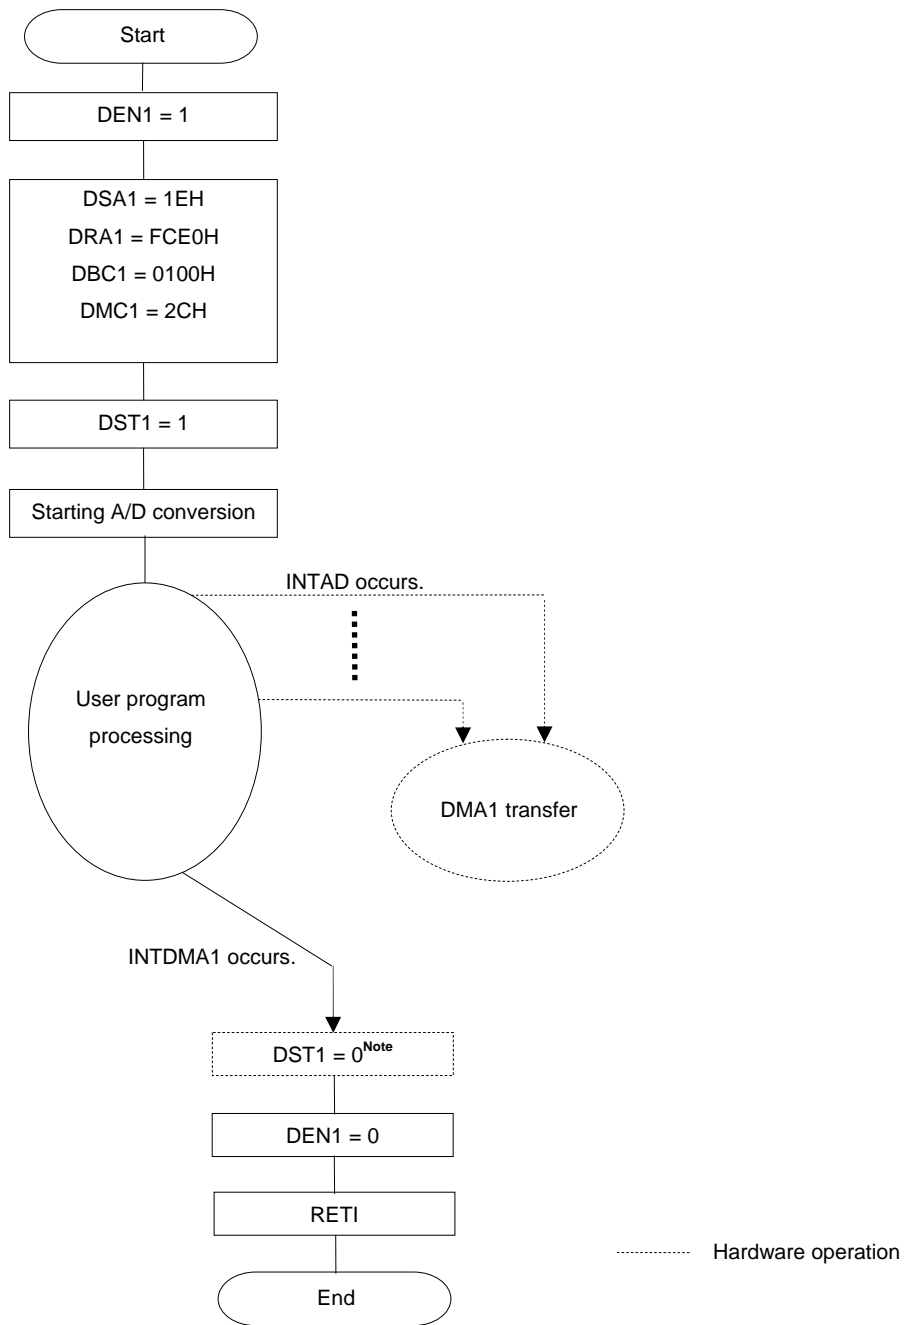 Start
DEN1 = 1
DSA1 = 1EH
DRA1 = FCE0H
DBC1 = 0100H
DMC1 = 2CH
DST1 = 1
Starting A/D conversion
INTAD occurs.
User program
processing
DMA1 transfer
INTDMA1 occurs.
DST1 = 0Note
DEN1 = 0
RETI
Hardware operation
End